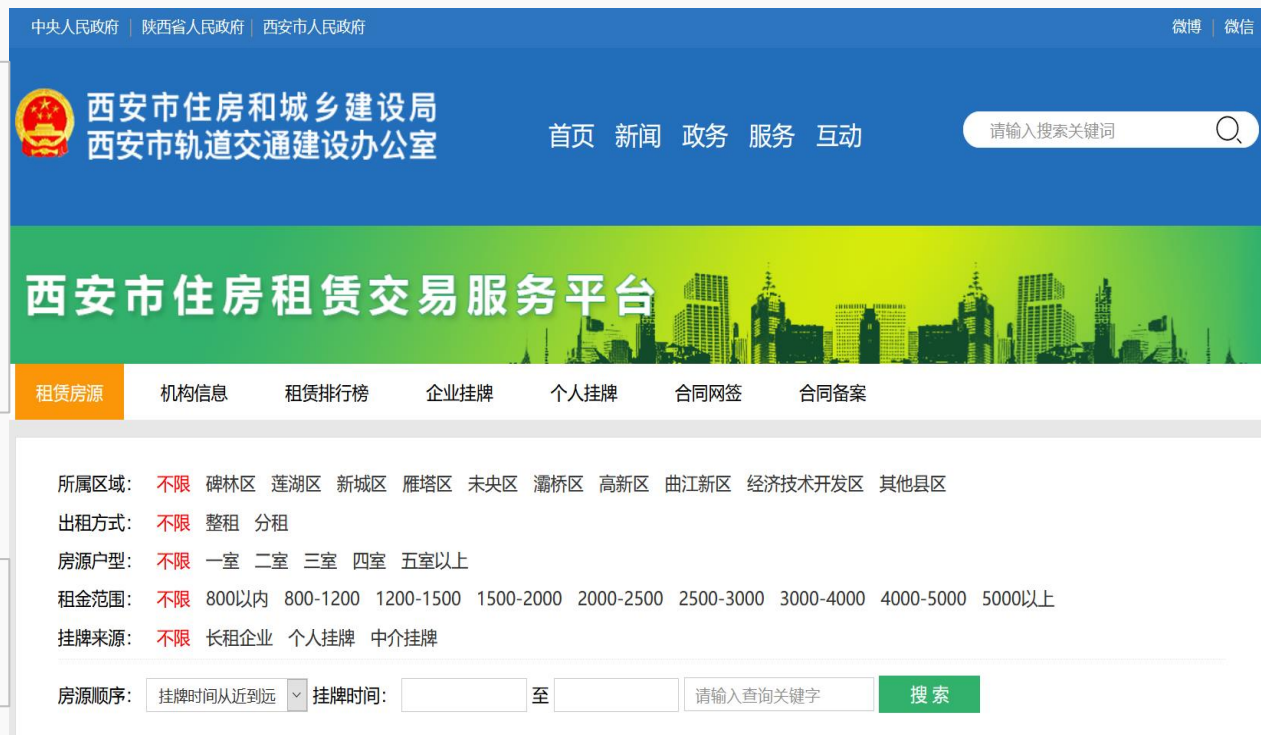 中央人民政府 | 陕西省人民政府 | 西安市人民政府 微博 | 微信
西安市住房和城乡建设局
西安市轨道交通建设办公室
首页 新闻 政务 服务 互动
请输入搜索关键词
西安市住房租赁交易服务平台
租赁房源 机构信息 租赁排行榜 企业挂牌 个人挂牌 合同网签 合同备案
所属区域： 不限 碑林区 莲湖区 新城区 雁塔区 未央区 灞桥区 高新区 曲江新区 经济技术开发区 其他县区
出租方式： 不限 整租 分租
房源户型： 不限 一室 二室 三室 四室 五室以上
租金范围： 不限 800以内 800-1200 1200-1500 1500-2000 2000-2500 2500-3000 3000-4000 4000-5000 5000以上
挂牌来源： 不限 长租企业 个人挂牌 中介挂牌
房源顺序： 挂牌时间从近到远 挂牌时间： 至 请输入查询关键字 搜索